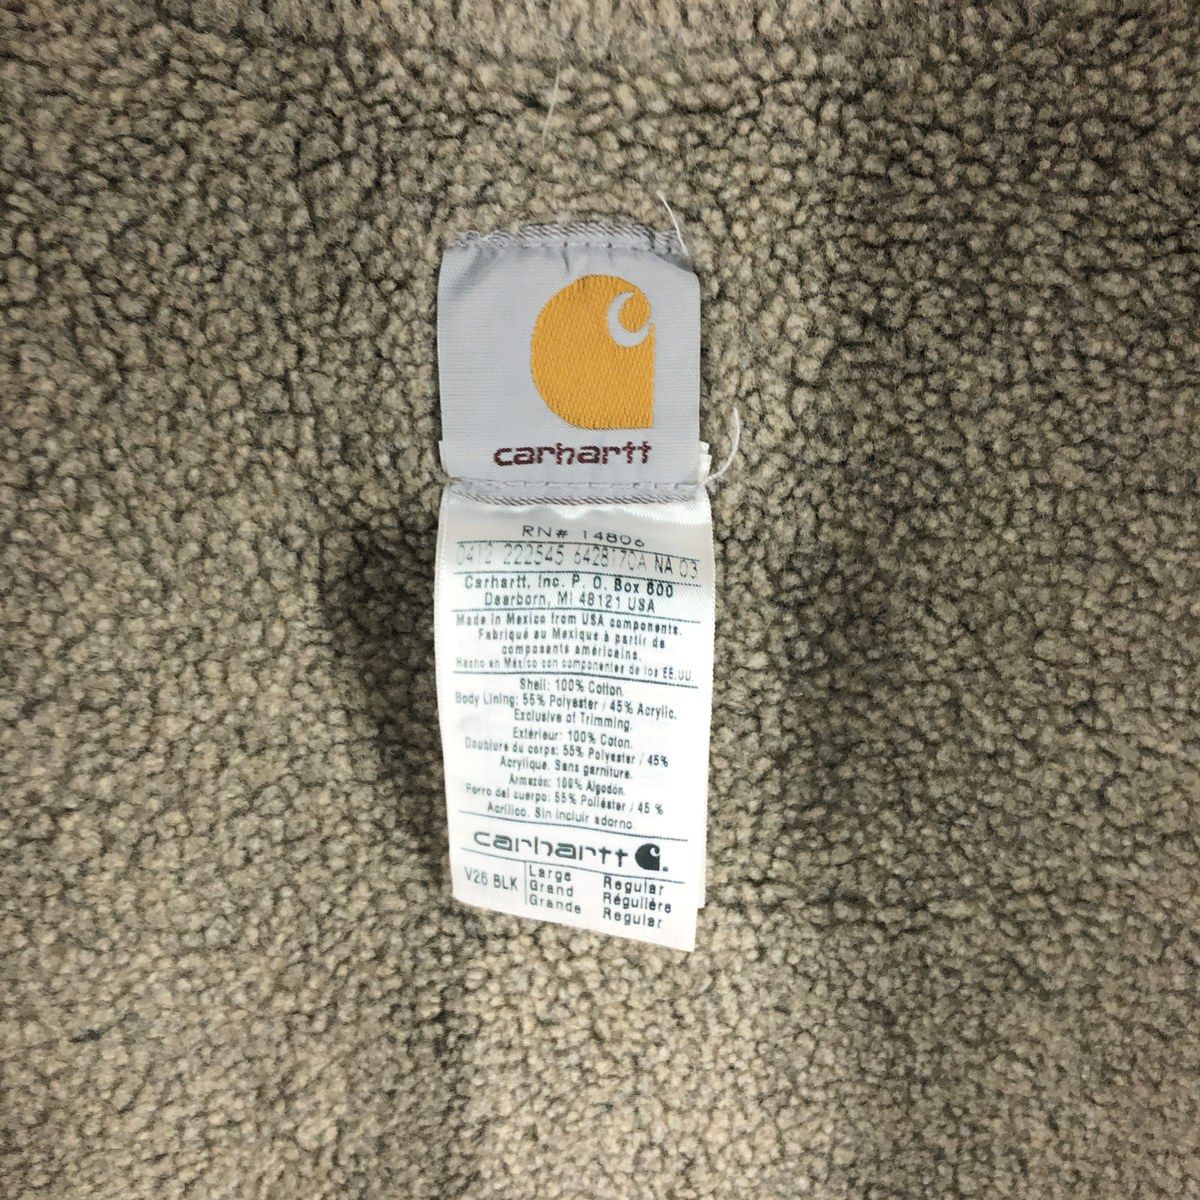 carhartt
RN# 14806
0412 222545 642817CA NA 03
Carhartt, Inc. P. O. Box 600
Dearborn, MI 48121 USA
Made in Mexico from USA components.
Fabriqué au Mexique à partir de
composants américains.
Hecho en México con componentes de los EE.UU.
Shell: 100% Cotton.
Body Lining: 55% Polyester / 45% Acrylic.
Exclusive of Trimming.
Extérieur: 100% Coton.
Doublure du corps: 55% Polyester / 45%
Acrylique. Sans garniture.
Armazón: 100% Algodón.
Forro del cuerpo: 55% Poliéster / 45 %
Acrílico. Sin incluir adorno.
carhartt
V26 BLK Large Regular
Grand Régulière
Grande Regular